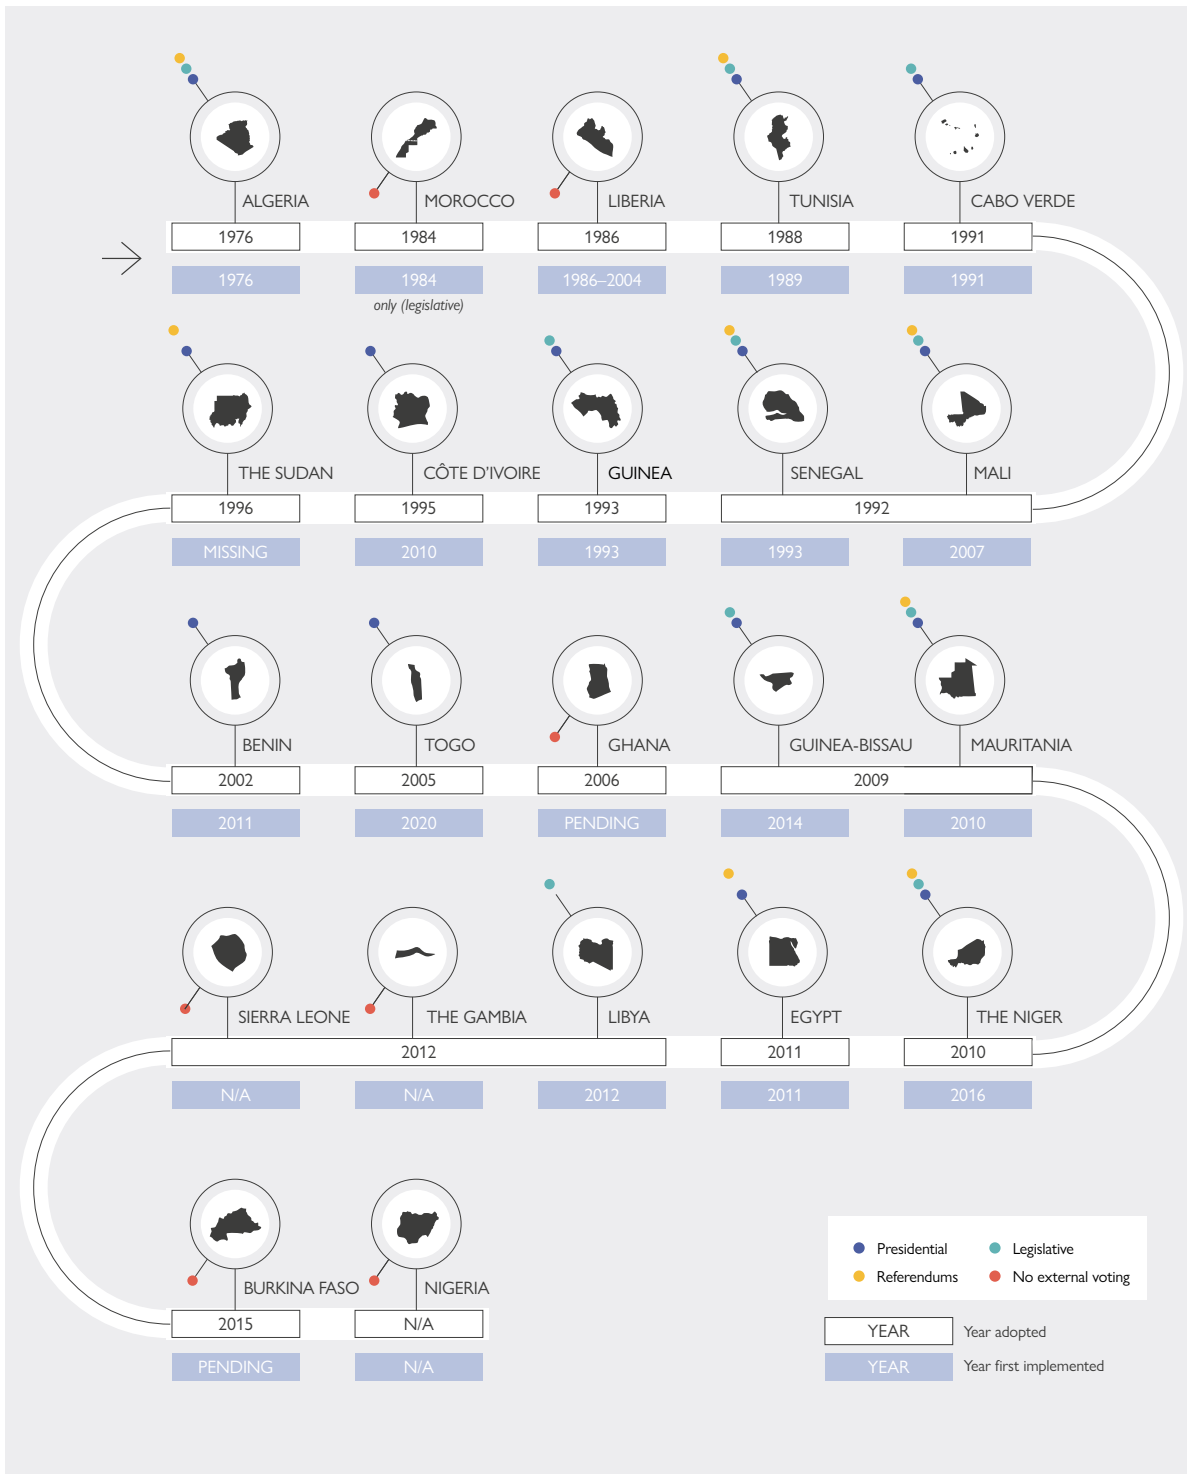 ALGERIA MOROCCO LIBERIA TUNISIA CABO VERDE
1976 1984 1986 1988 1991
1976 1984 1986–2004 1989 1991
only (legislative)
THE SUDAN CÔTE D'IVOIRE GUINEA SENEGAL MALI
1996 1995 1993 1992
MISSING 2010 1993 1993 2007
BENIN TOGO GHANA GUINEA-BISSAU MAURITANIA
2002 2005 2006 2009
2011 2020 PENDING 2014 2010
SIERRA LEONE THE GAMBIA LIBYA EGYPT THE NIGER
2012 2011 2010
N/A N/A 2012 2011 2016
BURKINA FASO NIGERIA
2015 N/A
PENDING N/A
Presidential Legislative
Referendums No external voting
YEAR Year adopted
YEAR Year first implemented